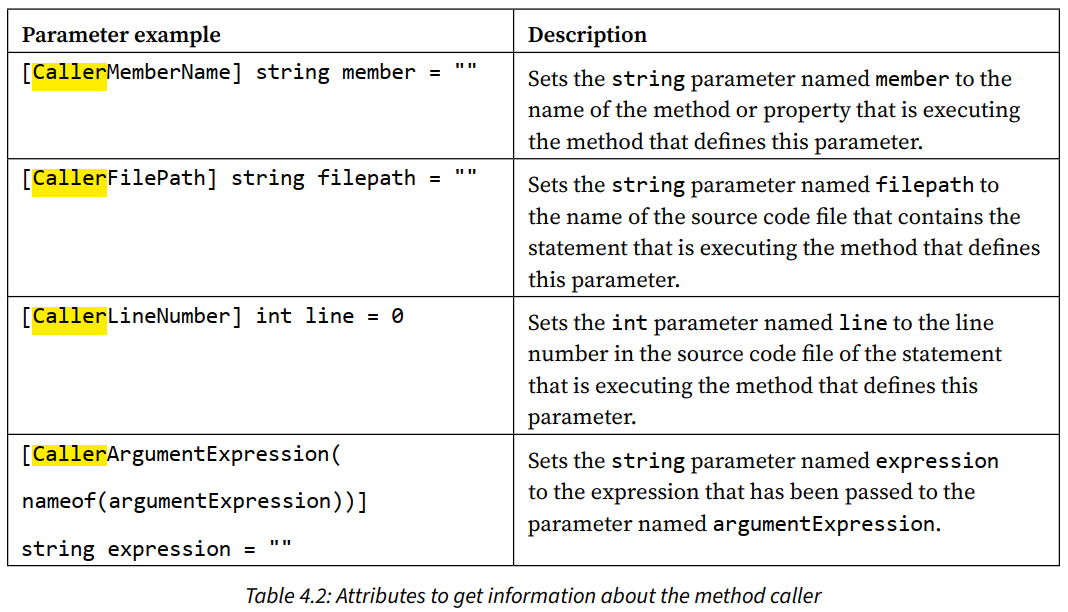 Parameter example
Description
[CallerMemberName] string member = ""
Sets the string parameter named member to the
name of the method or property that is executing
the method that defines this parameter.
[CallerFilePath] string filepath = ""
Sets the string parameter named filepath to
the name of the source code file that contains the
statement that is executing the method that defines
this parameter.
[CallerLineNumber] int line = 0
Sets the int parameter named line to the line
number in the source code file of the statement
that is executing the method that defines this
parameter.
[CallerArgumentExpression(
nameof(argumentExpression))]
string expression = ""
Sets the string parameter named expression
to the expression that has been passed to the
parameter named argumentExpression.
Table 4.2: Attributes to get information about the method caller